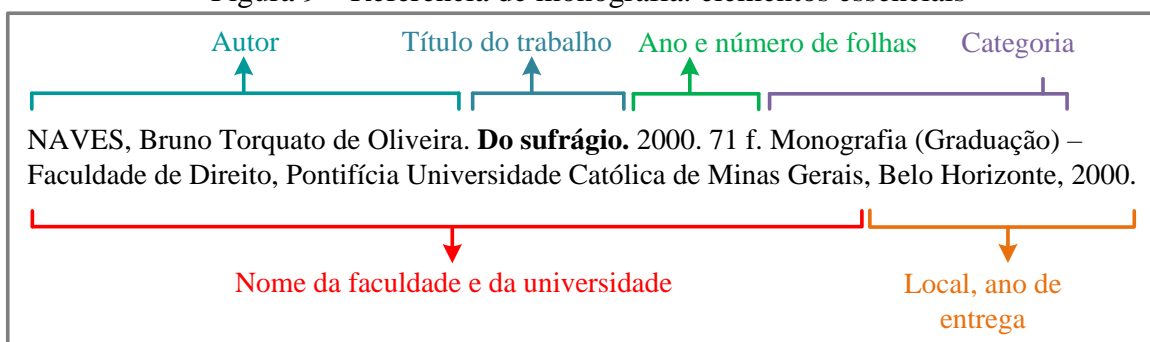 Autor Título do trabalho Ano e número de folhas Categoria
NAVES, Bruno Torquato de Oliveira. Do sufrágio. 2000. 71 f. Monografia (Graduação) –
Faculdade de Direito, Pontifícia Universidade Católica de Minas Gerais, Belo Horizonte, 2000.
Nome da faculdade e da universidade Local, ano de
entrega